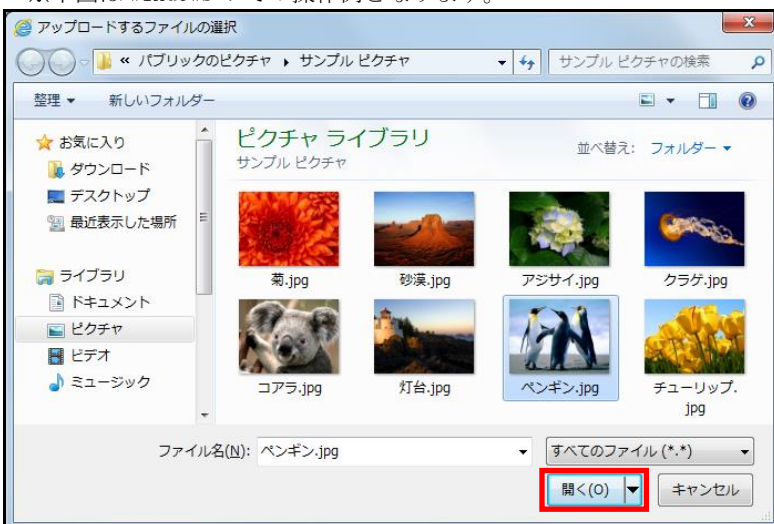 アップロードするファイルの選択
« パブリックのピクチャ ▸ サンプル ピクチャ
サンプル ピクチャの検索
整理 ▼ 新しいフォルダー
お気に入り
ダウンロード
デスクトップ
最近表示した場所
ライブラリ
ドキュメント
ピクチャ
ビデオ
ミュージック
ピクチャ ライブラリ
サンプル ピクチャ
並べ替え: フォルダー ▼
菊.jpg
砂漠.jpg
アジサイ.jpg
クラゲ.jpg
コアラ.jpg
灯台.jpg
ペンギン.jpg
チューリップ.
jpg
ファイル名(N): ペンギン.jpg
すべてのファイル (*.*)
開く(O)
キャンセル